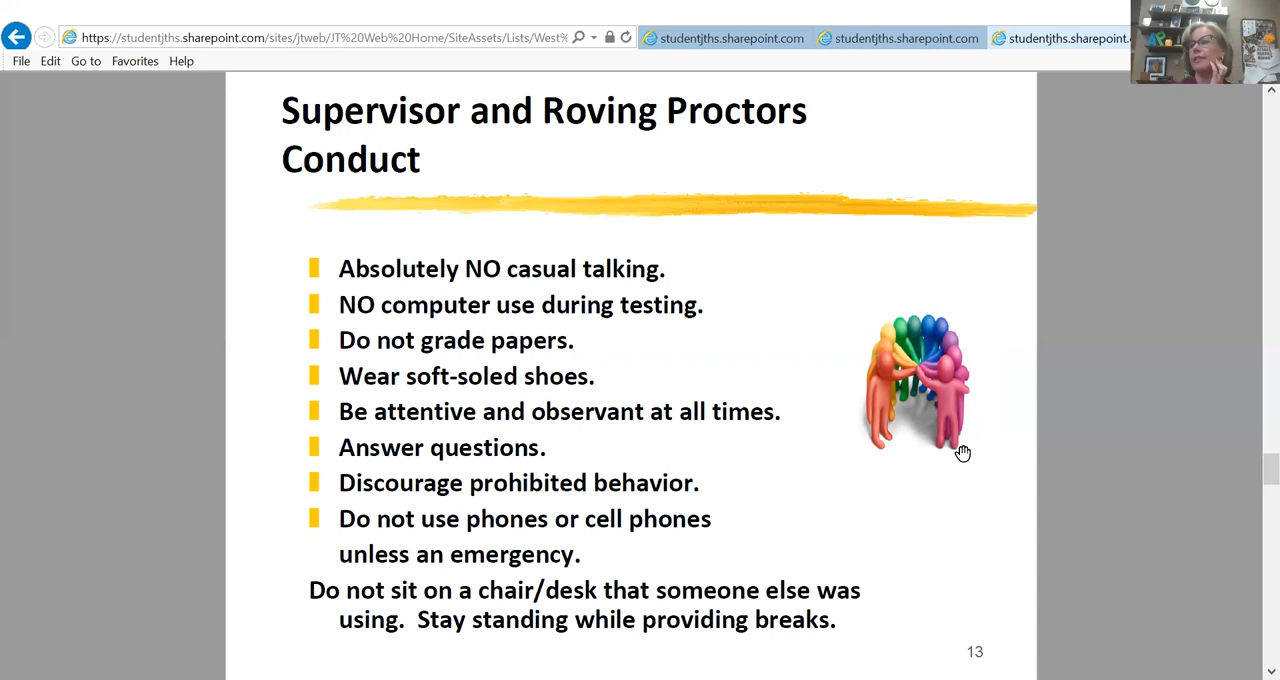 https://studentjths.sharepoint.com/sites/jtweb/JT%20Web%20Home/SiteAssets/Lists/West%
studentjths.sharepoint.com
studentjths.sharepoint.com
studentjths.sharepoint.com
File Edit Go to Favorites Help
Supervisor and Roving Proctors
Conduct
Absolutely NO casual talking.
NO computer use during testing.
Do not grade papers.
Wear soft-soled shoes.
Be attentive and observant at all times.
Answer questions.
Discourage prohibited behavior.
Do not use phones or cell phones
unless an emergency.
Do not sit on a chair/desk that someone else was
using. Stay standing while providing breaks.
13